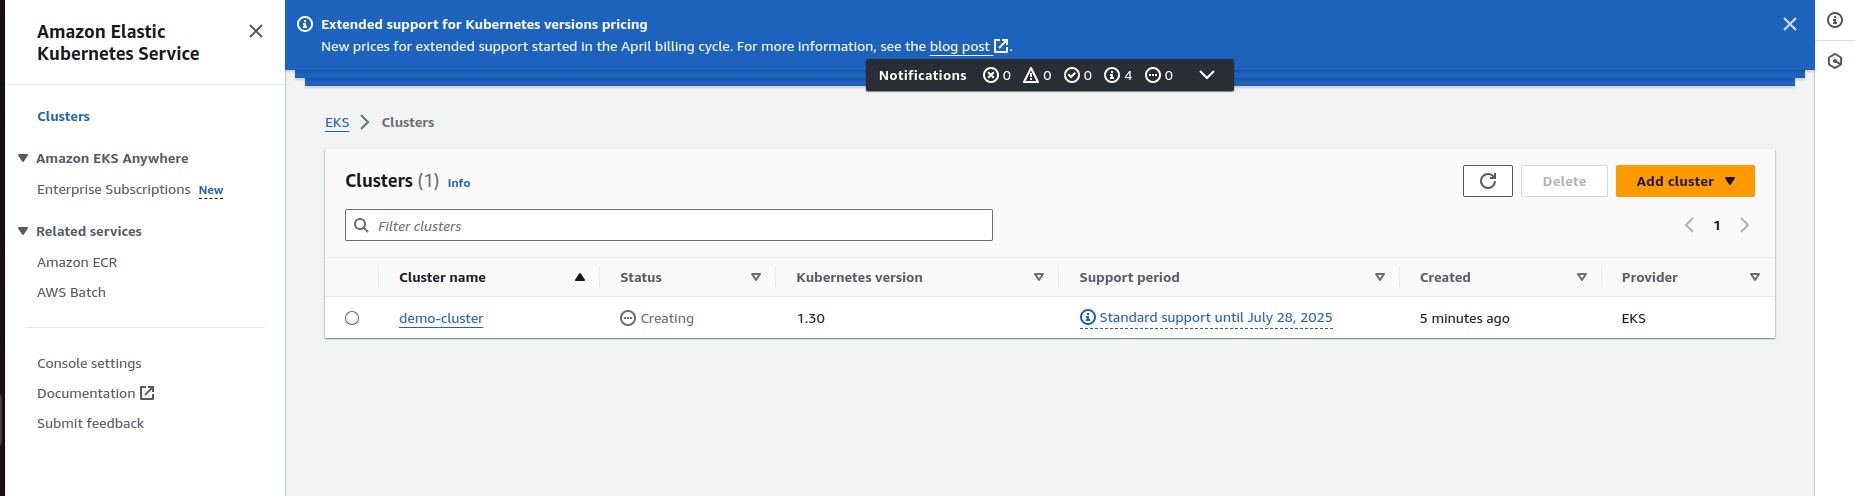 Amazon Elastic
Kubernetes Service
Clusters
Amazon EKS Anywhere
Enterprise Subscriptions New
Related services
Amazon ECR
AWS Batch
Console settings
Documentation
Submit feedback
Extended support for Kubernetes versions pricing
New prices for extended support started in the April billing cycle. For more information, see the blog post.
Notifications 0 0 0 4 0
EKS Clusters
Clusters (1) Info
Delete
Add cluster
Filter clusters
1
Cluster name Status Kubernetes version Support period Created Provider
demo-cluster Creating 1.30 Standard support until July 28, 2025 5 minutes ago EKS